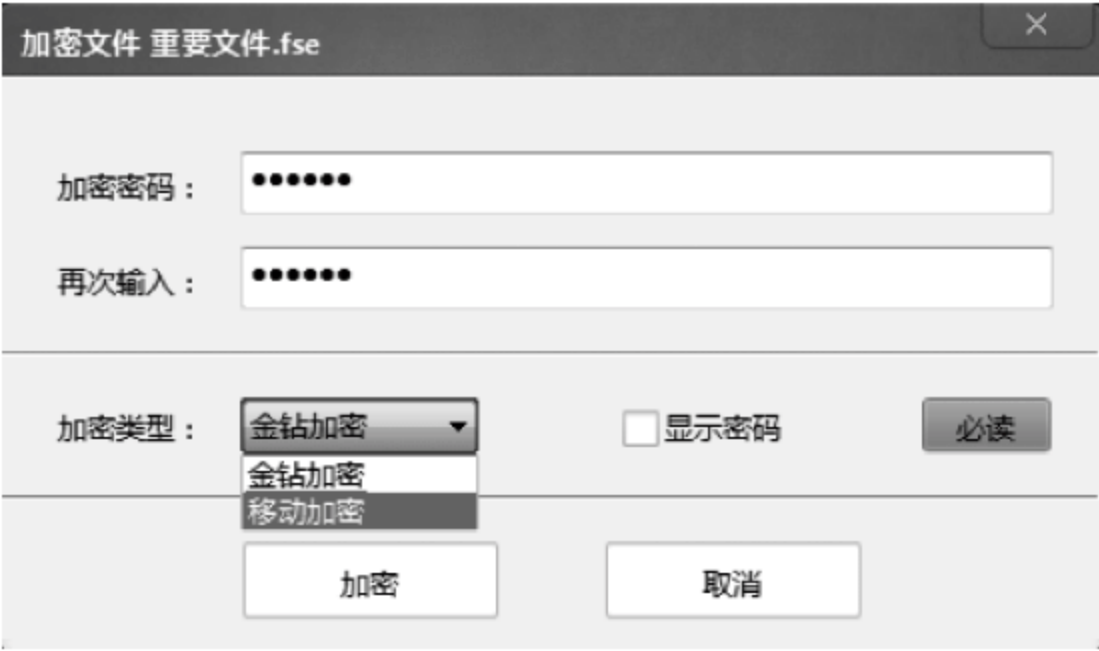 加密文件 重要文件.fse
加密密码：
••••••
再次输入：
••••••
加密类型：
金钻加密
显示密码
必读
金钻加密
移动加密
加密
取消